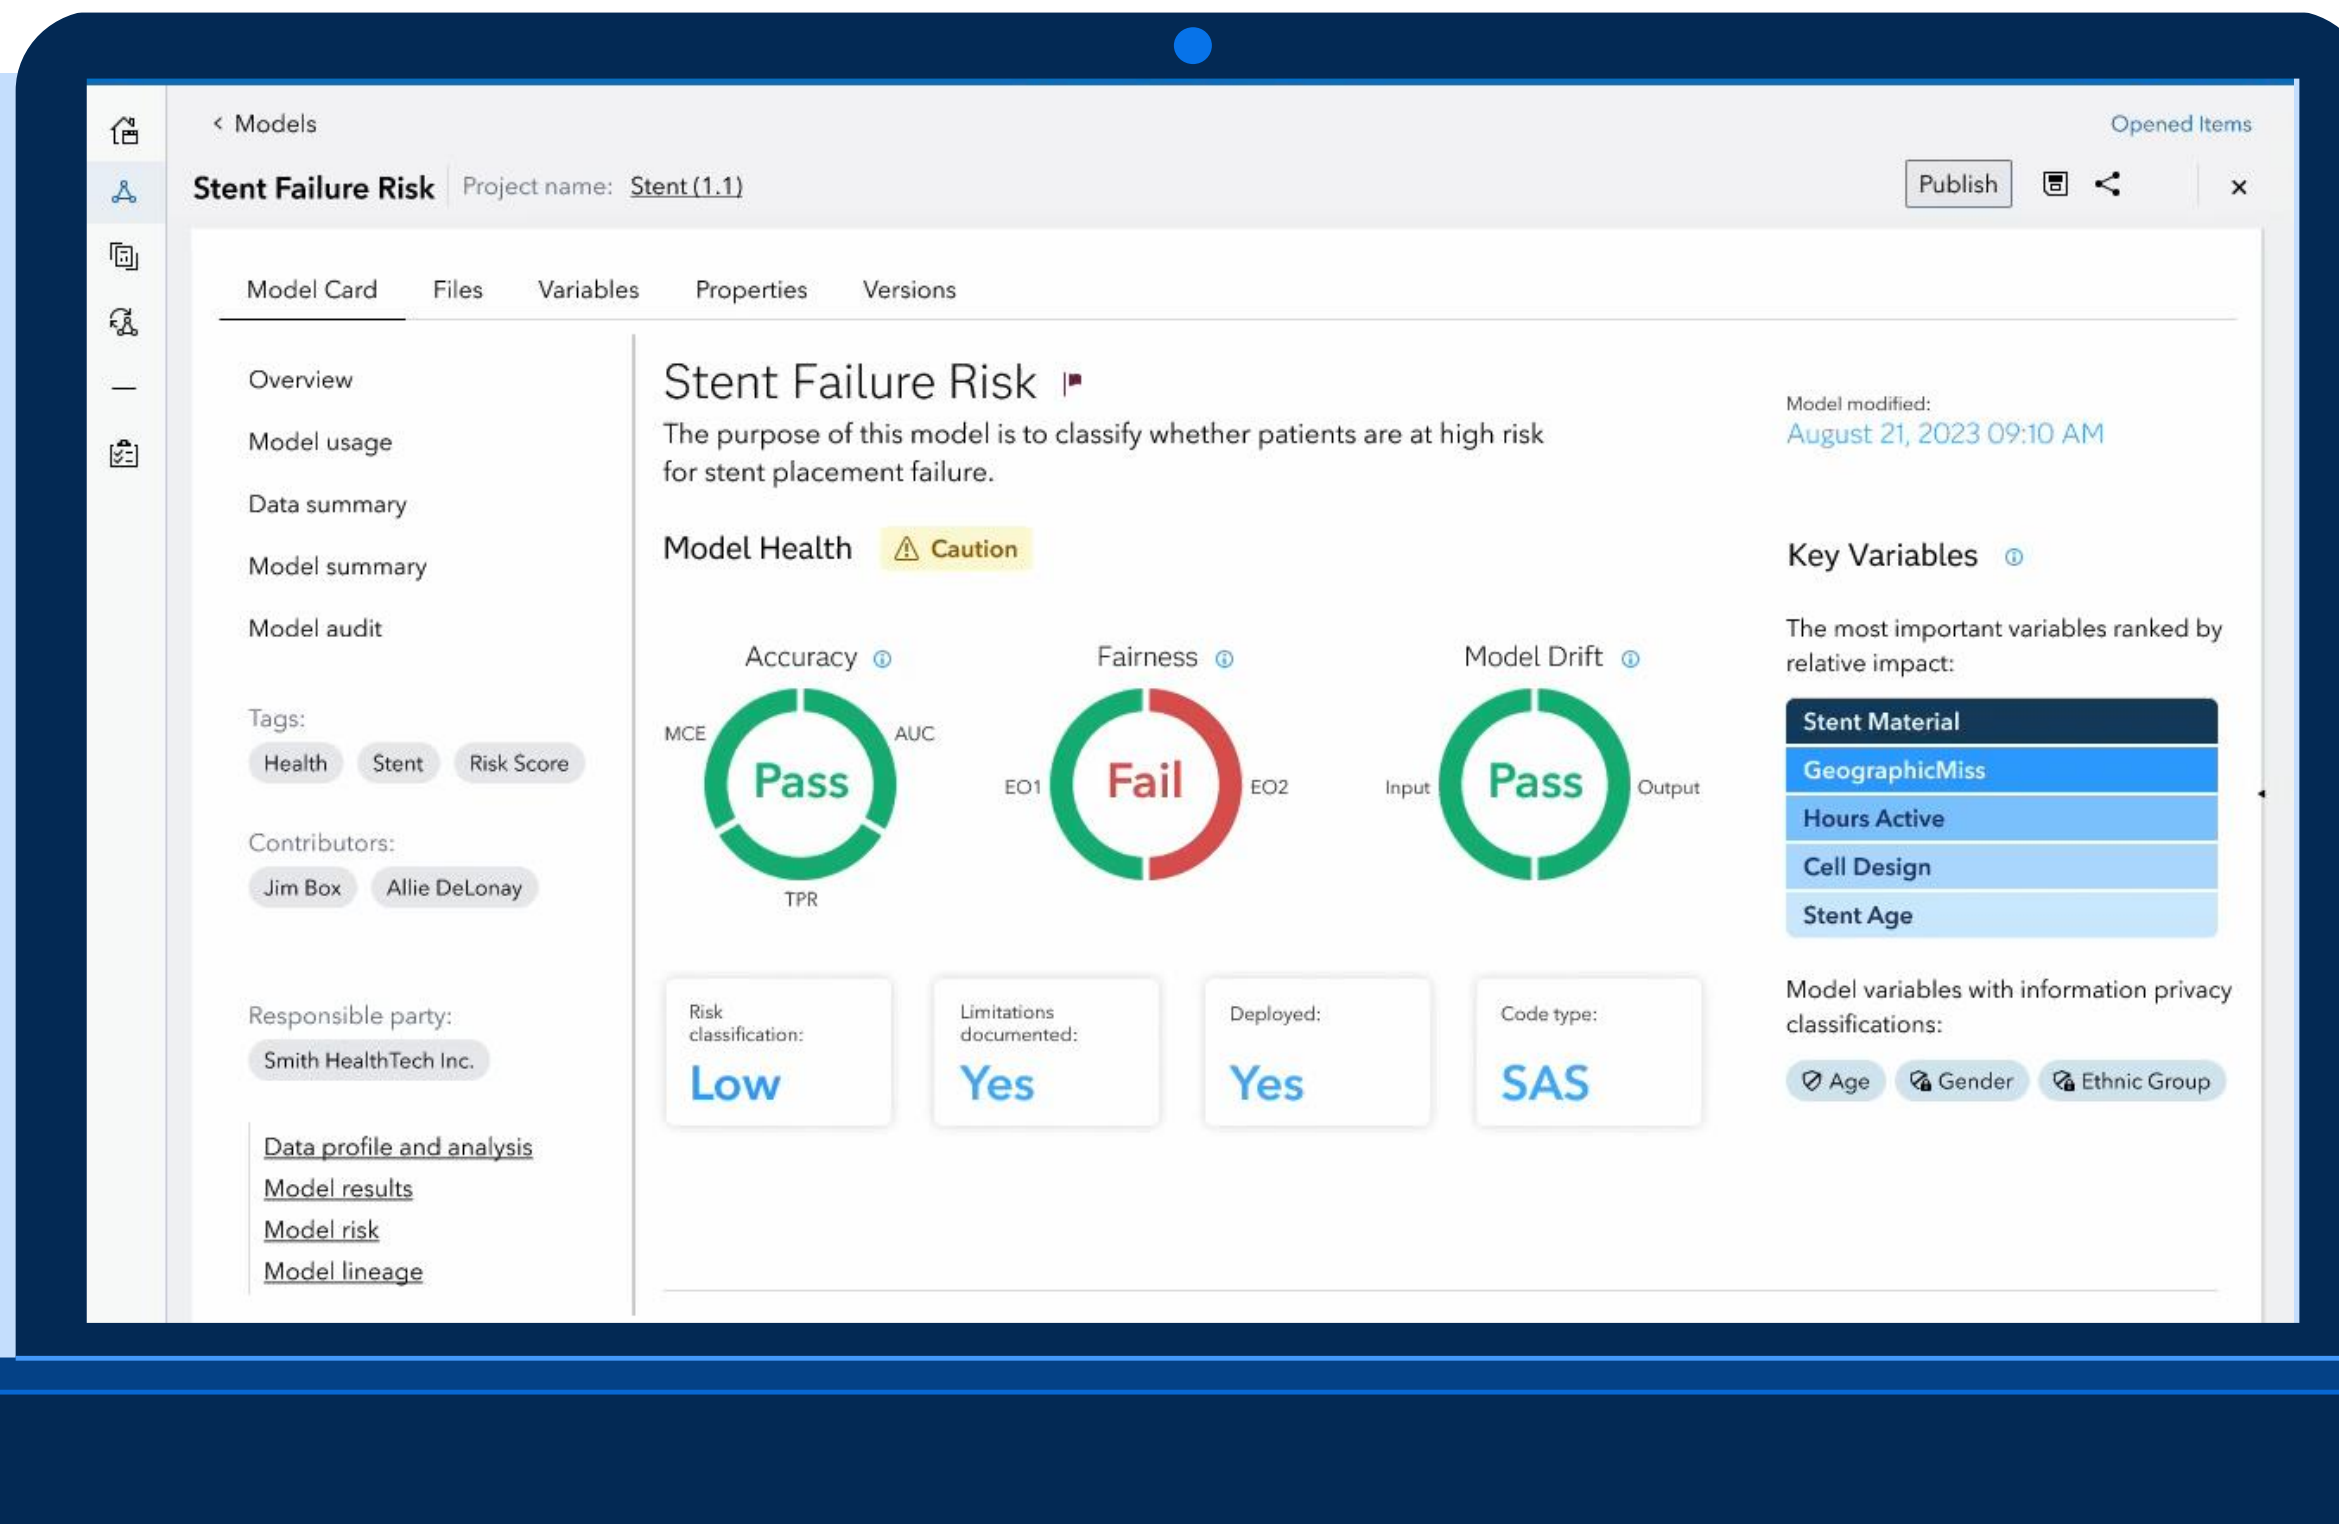 < Models
Opened Items
Stent Failure Risk
Project name: Stent (1.1)
Publish
Model Card
Files
Variables
Properties
Versions
Overview
Model usage
Data summary
Model summary
Model audit
Tags:
Health
Stent
Risk Score
Contributors:
Jim Box
Allie DeLonay
Responsible party:
Smith HealthTech Inc.
Data profile and analysis
Model results
Model risk
Model lineage
Stent Failure Risk
The purpose of this model is to classify whether patients are at high risk
for stent placement failure.
Model Health
Caution
Accuracy
MCE
AUC
Pass
TPR
Fairness
EO1
Fail
EO2
Model Drift
Input
Pass
Output
Risk
classification:
Low
Limitations
documented:
Yes
Deployed:
Yes
Code type:
SAS
Model modified:
August 21, 2023 09:10 AM
Key Variables
The most important variables ranked by
relative impact:
Stent Material
GeographicMiss
Hours Active
Cell Design
Stent Age
Model variables with information privacy
classifications:
Age
Gender
Ethnic Group